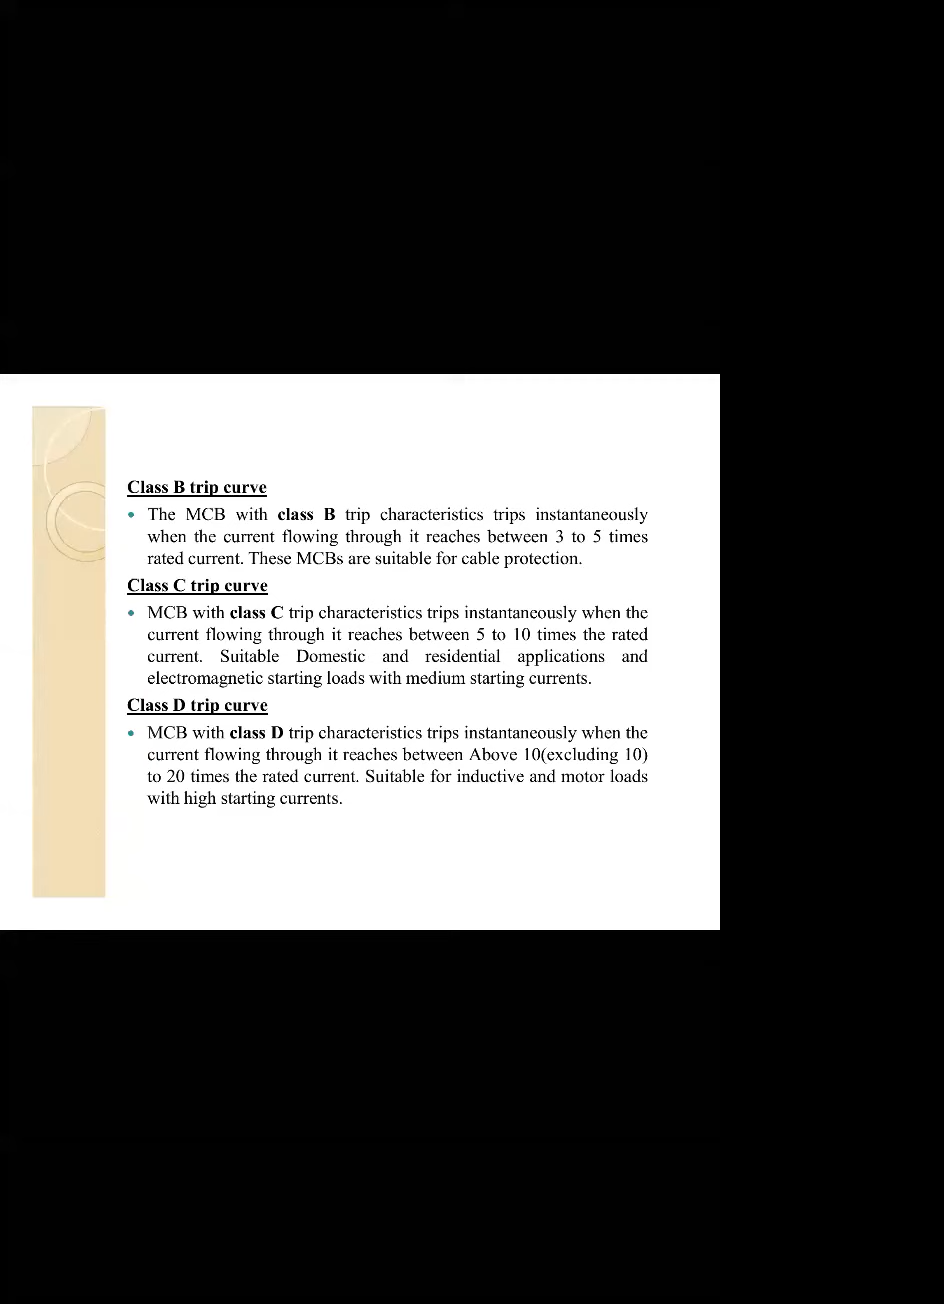 Class B trip curve
• The MCB with class B trip characteristics trips instantaneously
when the current flowing through it reaches between 3 to 5 times
rated current. These MCBs are suitable for cable protection.
Class C trip curve
• MCB with class C trip characteristics trips instantaneously when the
current flowing through it reaches between 5 to 10 times the rated
current. Suitable Domestic and residential applications and
electromagnetic starting loads with medium starting currents.
Class D trip curve
• MCB with class D trip characteristics trips instantaneously when the
current flowing through it reaches between Above 10(excluding 10)
to 20 times the rated current. Suitable for inductive and motor loads
with high starting currents.